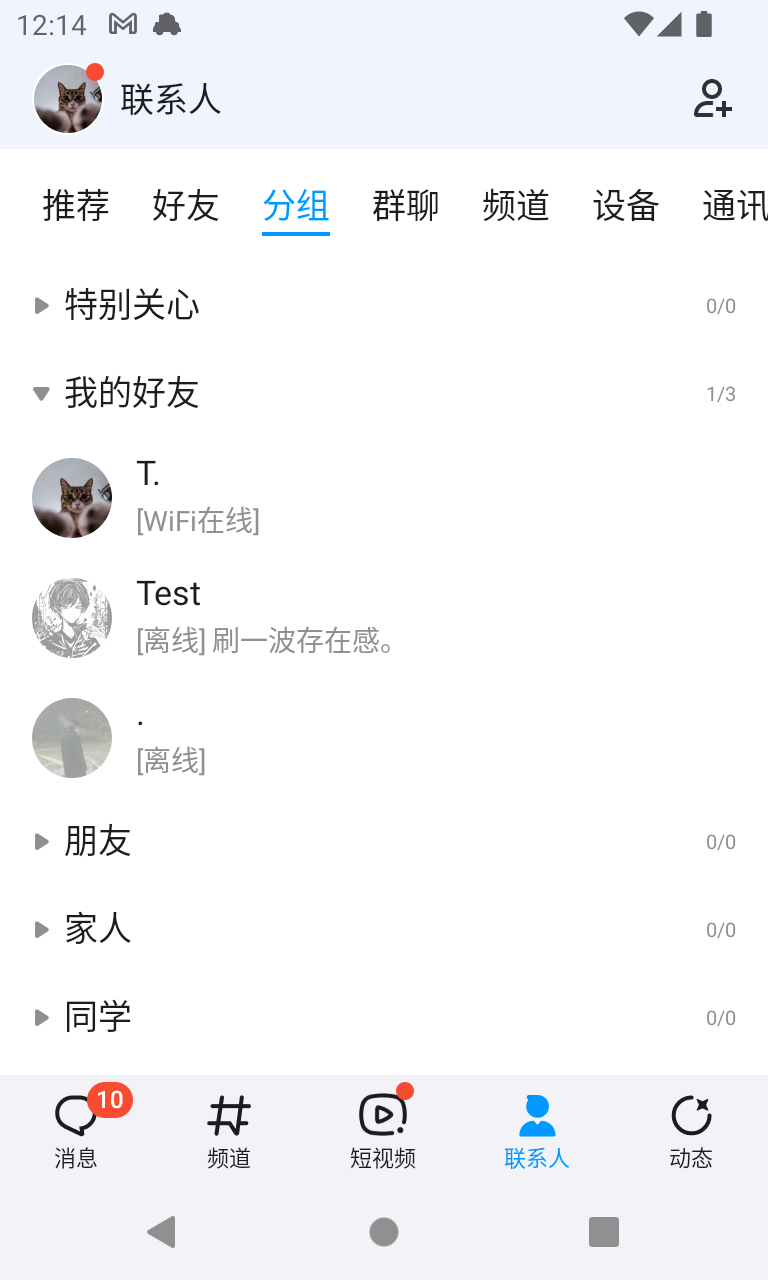 12:14
联系人
推荐 好友 分组 群聊 频道 设备 通讯
特别关心 0/0
我的好友 1/3
T.
[WiFi在线]
Test
[离线] 刷一波存在感。
.
[离线]
朋友 0/0
家人 0/0
同学 0/0
10
消息 频道 短视频 联系人 动态